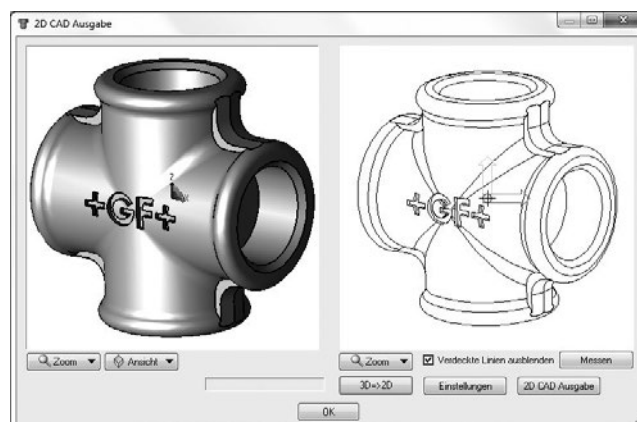 2D CAD Ausgabe
+GF+
+GF+
Zoom
Ansicht
Zoom
Verdeckte Linien ausblenden
Messen
3D=>2D
Einstellungen
2D CAD Ausgabe
OK